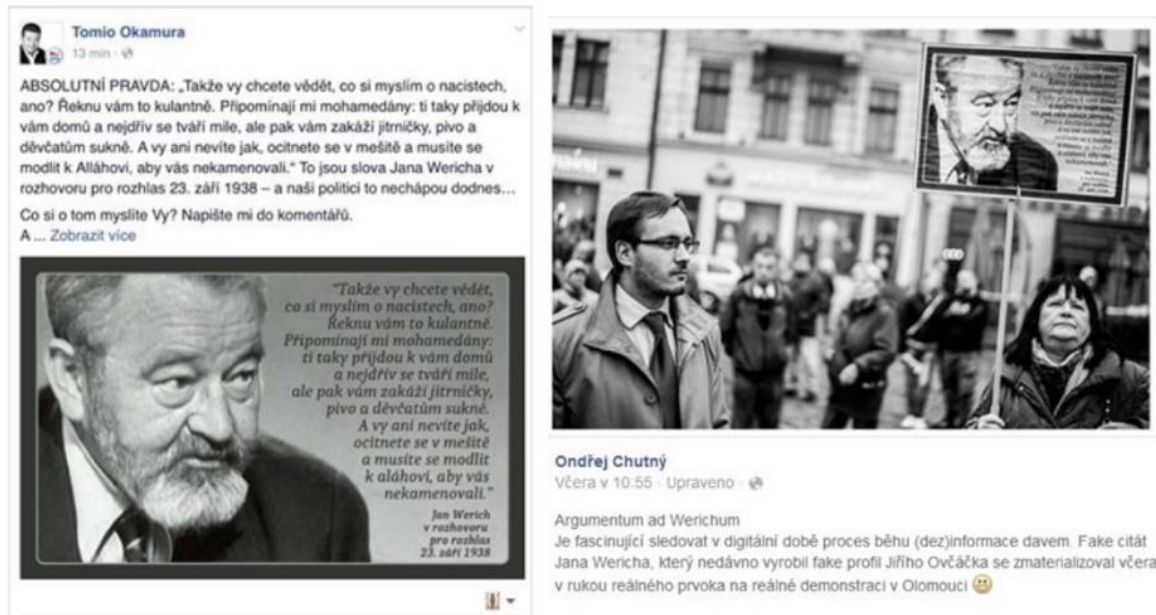 Tomio Okamura
13 min
ABSOLUTNÍ PRAVDA: „Takže vy chcete vědět, co si myslím o nacistech,
ano? Řeknu vám to kulantně. Připomínají mi mohamedány: ti taky přijdou k
vám domů a nejdřív se tváří mile, ale pak vám zakáží jitrničky, pivo a
děvčatům sukně. A vy ani nevíte jak, ocitnete se v mešitě a musíte se
modlit k Alláhovi, aby vás nekamenovali.“ To jsou slova Jana Wericha v
rozhovoru pro rozhlas 23. září 1938 – a naši politici to nechápou dodnes…
Co si o tom myslíte Vy? Napište mi do komentářů.
A ... Zobrazit více
"Takže vy chcete vědět,
co si myslím o nacistech, ano?
Řeknu vám to kulantně.
Připomínají mi mohamedány:
ti taky přijdou k vám domů
a nejdřív se tváří mile,
ale pak vám zakáží jitrničky,
pivo a děvčatům sukně.
A vy ani nevíte jak,
ocitnete se v mešitě
a musíte se modlit
k aláhovi, aby vás
nekamenovali."
Jan Werich
v rozhovoru
pro rozhlas
23. září 1938
Ondřej Chutný
Včera v 10:55 · Upraveno ·
Argumentum ad Werichum
Je fascinující sledovat v digitální době proces běhu (dez)informace davem. Fake citát
Jana Wericha, který nedávno vyrobil fake profil Jiřího Ovčáčka se zmaterializoval včera
v rukou reálného prvoka na reálné demonstraci v Olomouci